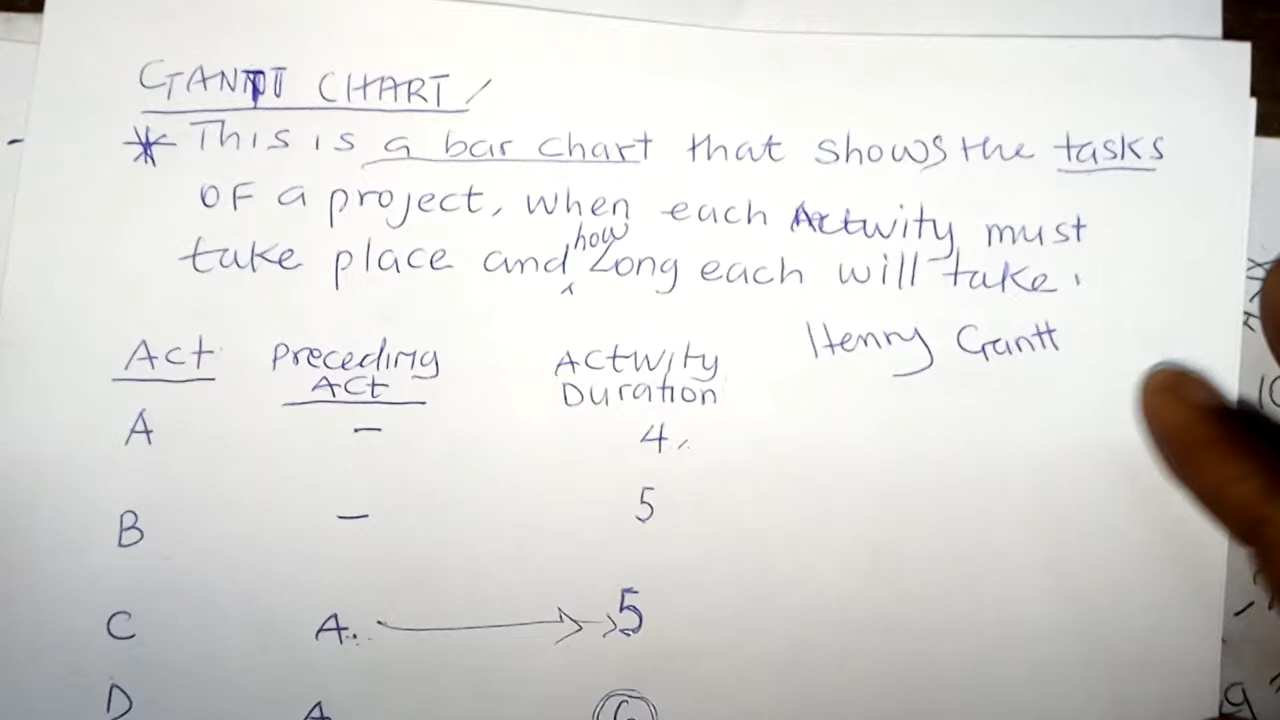 GANTT CHART
* This is a bar chart that shows the tasks
OF a project, when each Activity must
take place and how Long each will take.
Henry Gantt
Act Preceding Act Activity Duration
A - 4
B - 5
C A. 5
D A